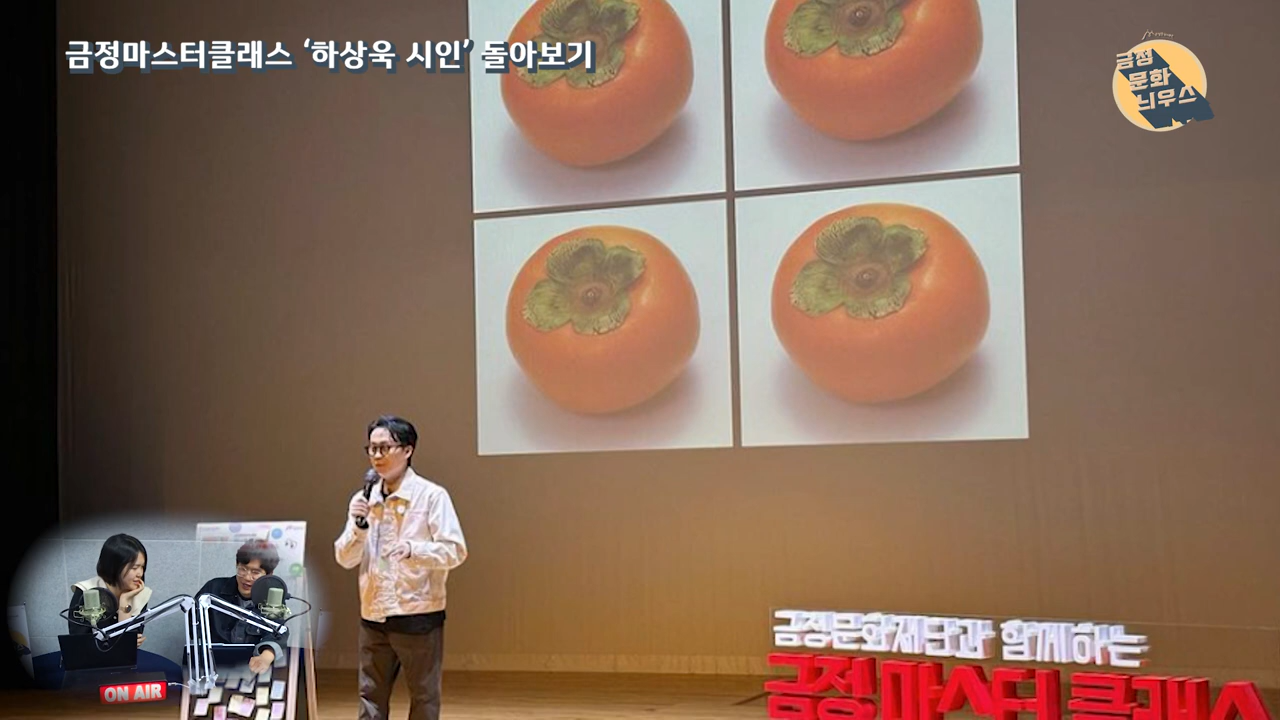 금정마스터클래스 ‘하상욱 시인’ 돌아보기
금정
문화
늬우스
금정문화재단과 함께하는
금정 마스터 클래스
ON AIR